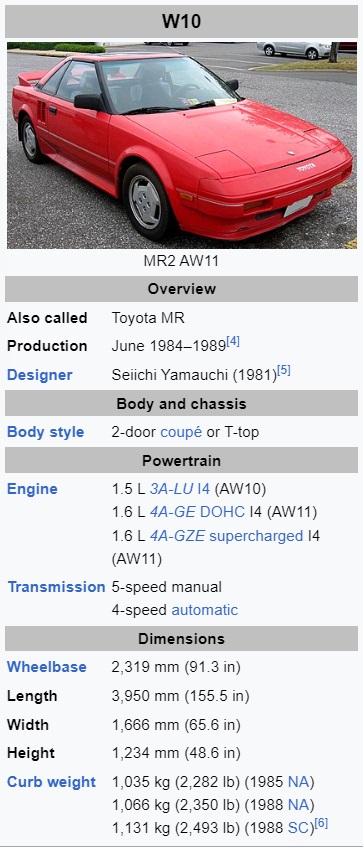 W10
TOYOTA
MR2 AW11
Overview
Also called Toyota MR
Production June 1984–1989[4]
Designer Seiichi Yamauchi (1981)[5]
Body and chassis
Body style 2-door coupé or T-top
Powertrain
Engine 1.5 L 3A-LU I4 (AW10)
1.6 L 4A-GE DOHC I4 (AW11)
1.6 L 4A-GZE supercharged I4
(AW11)
Transmission 5-speed manual
4-speed automatic
Dimensions
Wheelbase 2,319 mm (91.3 in)
Length 3,950 mm (155.5 in)
Width 1,666 mm (65.6 in)
Height 1,234 mm (48.6 in)
Curb weight 1,035 kg (2,282 lb) (1985 NA)
1,066 kg (2,350 lb) (1988 NA)
1,131 kg (2,493 lb) (1988 SC)[6]